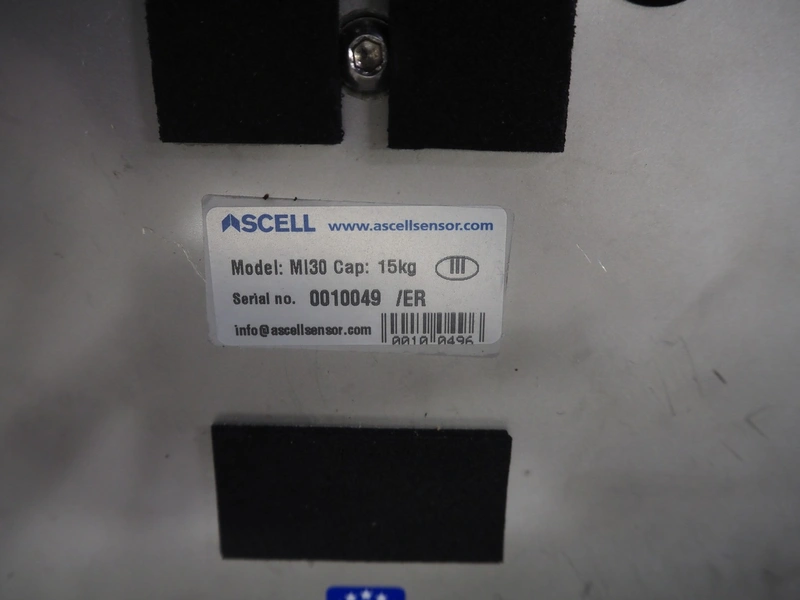 ASCELL www.ascellsensor.com
Model: MI30 Cap: 15kg III
Serial no. 0010049 /ER
info@ascellsensor.com
0010 0496